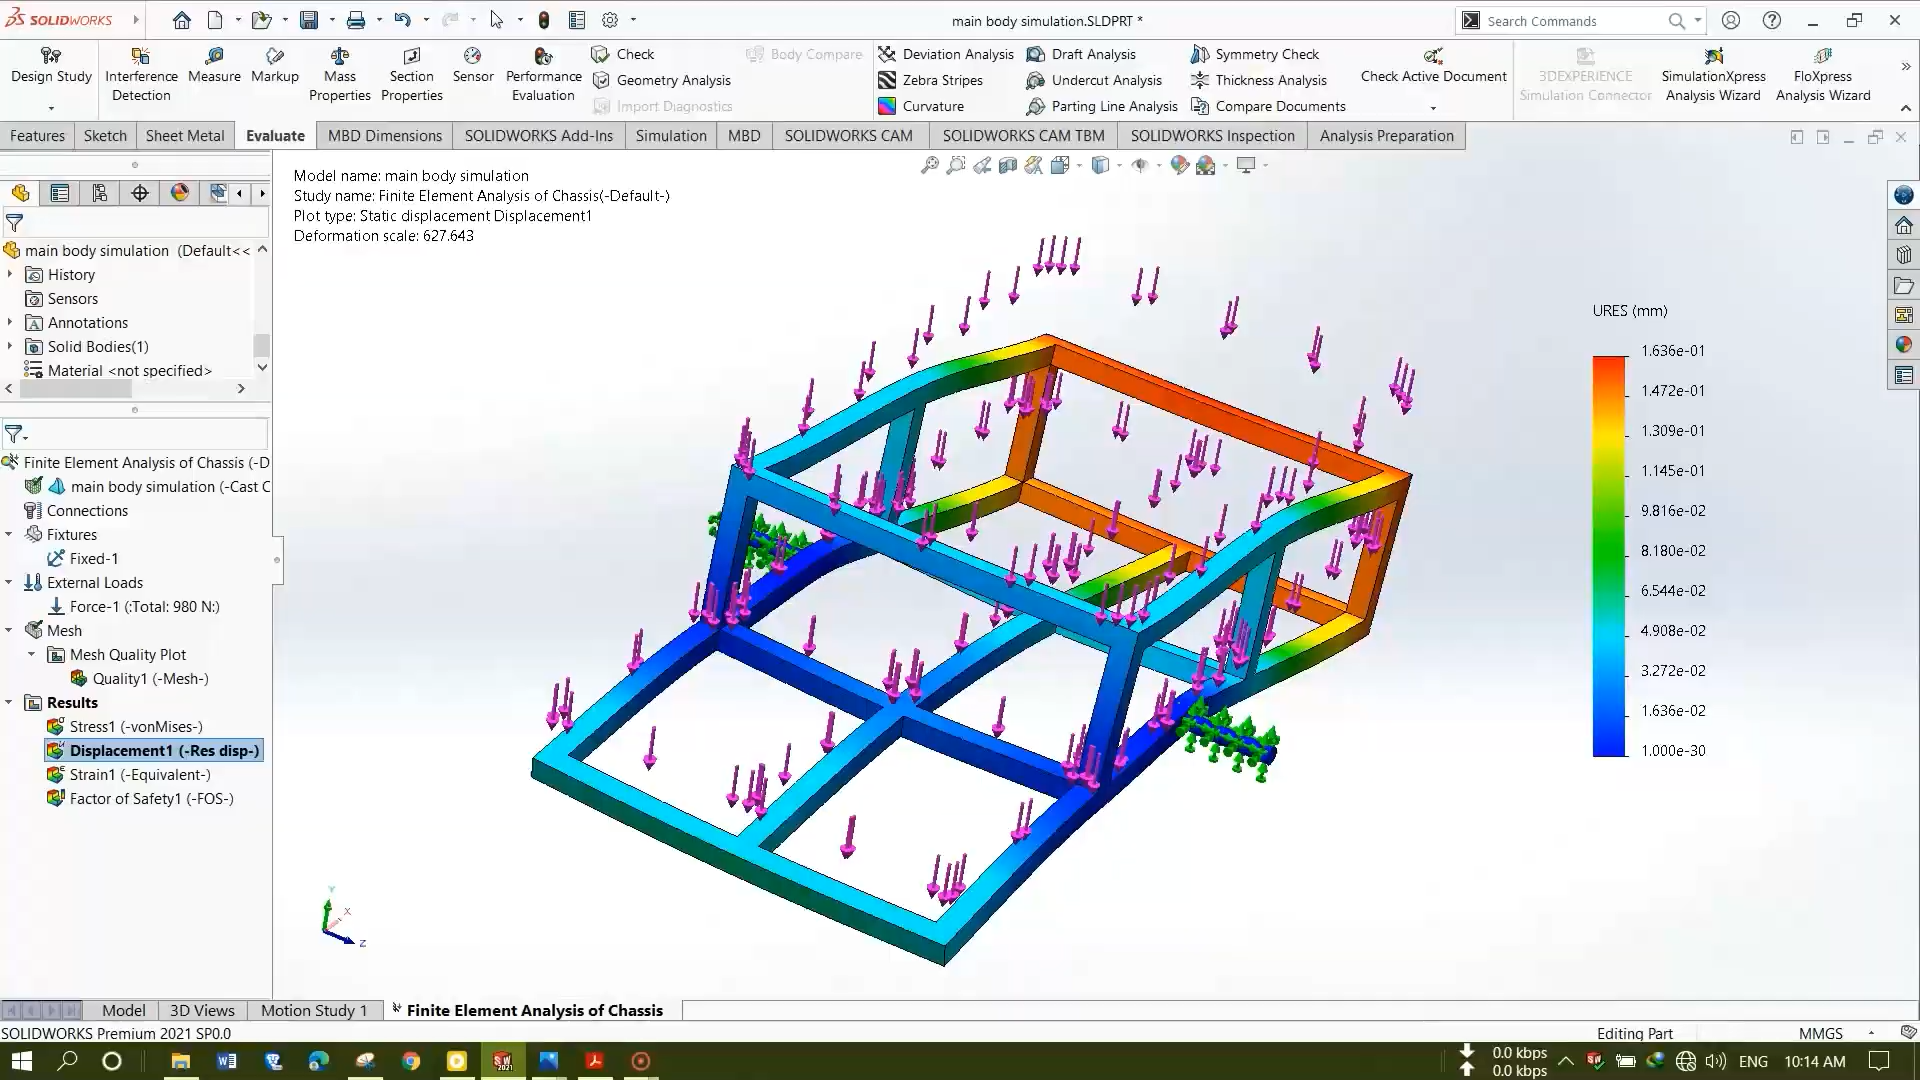 SOLIDWORKS
main body simulation.SLDPRT *
Search Commands
Design Study
Interference Detection
Measure
Markup
Mass Properties
Section Properties
Sensor
Performance Evaluation
Check
Geometry Analysis
Import Diagnostics
Body Compare
Deviation Analysis
Zebra Stripes
Curvature
Draft Analysis
Undercut Analysis
Parting Line Analysis
Symmetry Check
Thickness Analysis
Compare Documents
Check Active Document
3DEXPERIENCE Simulation Connector
SimulationXpress Analysis Wizard
FloXpress Analysis Wizard
Features
Sketch
Sheet Metal
Evaluate
MBD Dimensions
SOLIDWORKS Add-Ins
Simulation
MBD
SOLIDWORKS CAM
SOLIDWORKS CAM TBM
SOLIDWORKS Inspection
Analysis Preparation
main body simulation (Default<<
History
Sensors
Annotations
Solid Bodies(1)
Material <not specified>
Finite Element Analysis of Chassis (-D
main body simulation (-Cast C
Connections
Fixtures
Fixed-1
External Loads
Force-1 (:Total: 980 N:)
Mesh
Mesh Quality Plot
Quality1 (-Mesh-)
Results
Stress1 (-vonMises-)
Displacement1 (-Res disp-)
Strain1 (-Equivalent-)
Factor of Safety1 (-FOS-)
Model name: main body simulation
Study name: Finite Element Analysis of Chassis(-Default-)
Plot type: Static displacement Displacement1
Deformation scale: 627.643
URES (mm)
1.636e-01
1.472e-01
1.309e-01
1.145e-01
9.816e-02
8.180e-02
6.544e-02
4.908e-02
3.272e-02
1.636e-02
1.000e-30
Y
X
Z
Model
3D Views
Motion Study 1
Finite Element Analysis of Chassis
SOLIDWORKS Premium 2021 SP0.0
Editing Part
MMGS
0.0 kbps
0.0 kbps
ENG
10:14 AM